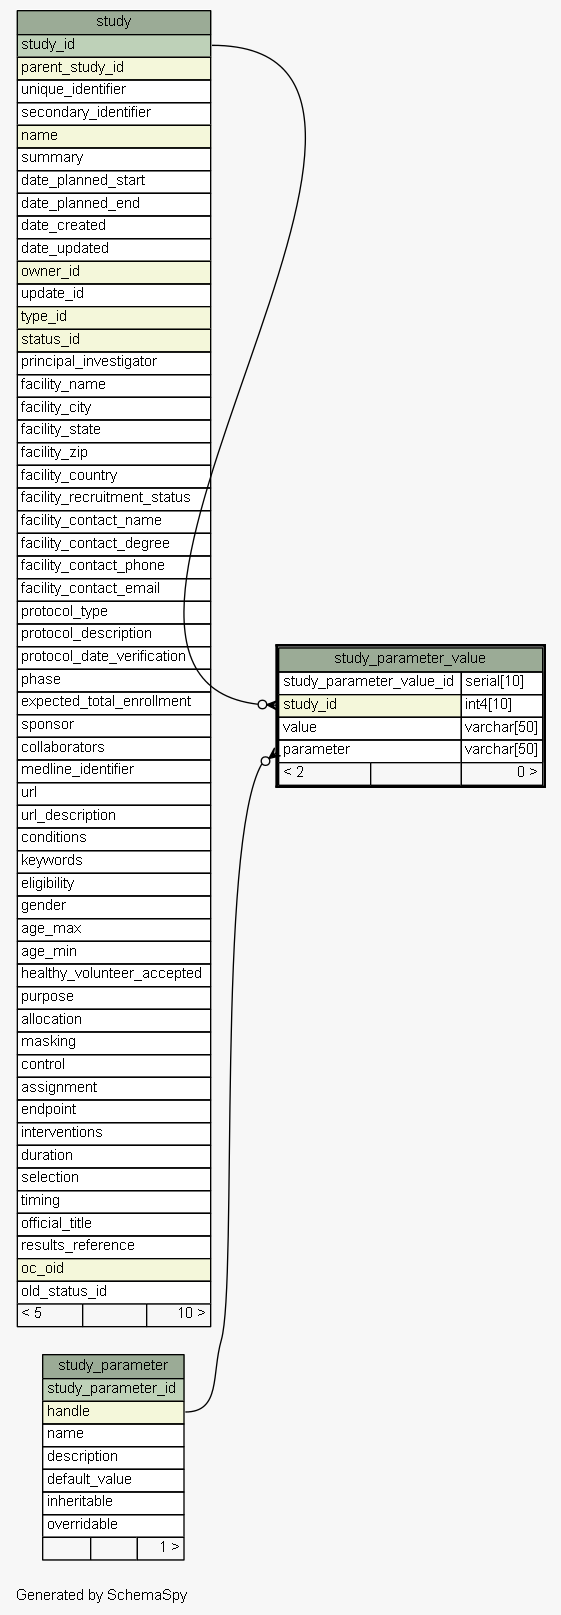 study
study_id
parent_study_id
unique_identifier
secondary_identifier
name
summary
date_planned_start
date_planned_end
date_created
date_updated
owner_id
update_id
type_id
status_id
principal_investigator
facility_name
facility_city
facility_state
facility_zip
facility_country
facility_recruitment_status
facility_contact_name
facility_contact_degree
facility_contact_phone
facility_contact_email
protocol_type
protocol_description
protocol_date_verification
phase
expected_total_enrollment
sponsor
collaborators
medline_identifier
url
url_description
conditions
keywords
eligibility
gender
age_max
age_min
healthy_volunteer_accepted
purpose
allocation
masking
control
assignment
endpoint
interventions
duration
selection
timing
official_title
results_reference
oc_oid
old_status_id
< 5 10 >
study_parameter_value
study_parameter_value_id serial[10]
study_id int4[10]
value varchar[50]
parameter varchar[50]
< 2 0 >
study_parameter
study_parameter_id
handle
name
description
default_value
inheritable
overridable
1 >
Generated by SchemaSpy